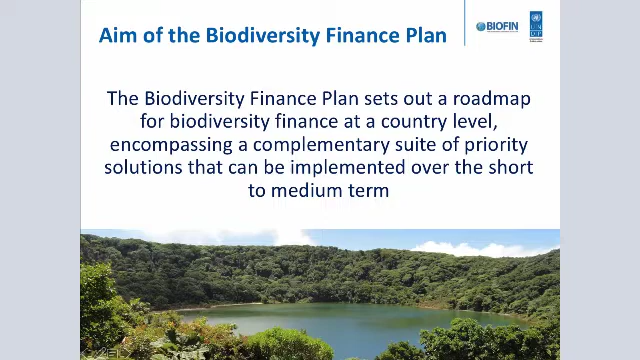 Aim of the Biodiversity Finance Plan
BIOFIN
U N
D P
The Biodiversity Finance Plan sets out a roadmap
for biodiversity finance at a country level,
encompassing a complementary suite of priority
solutions that can be implemented over the short
to medium term